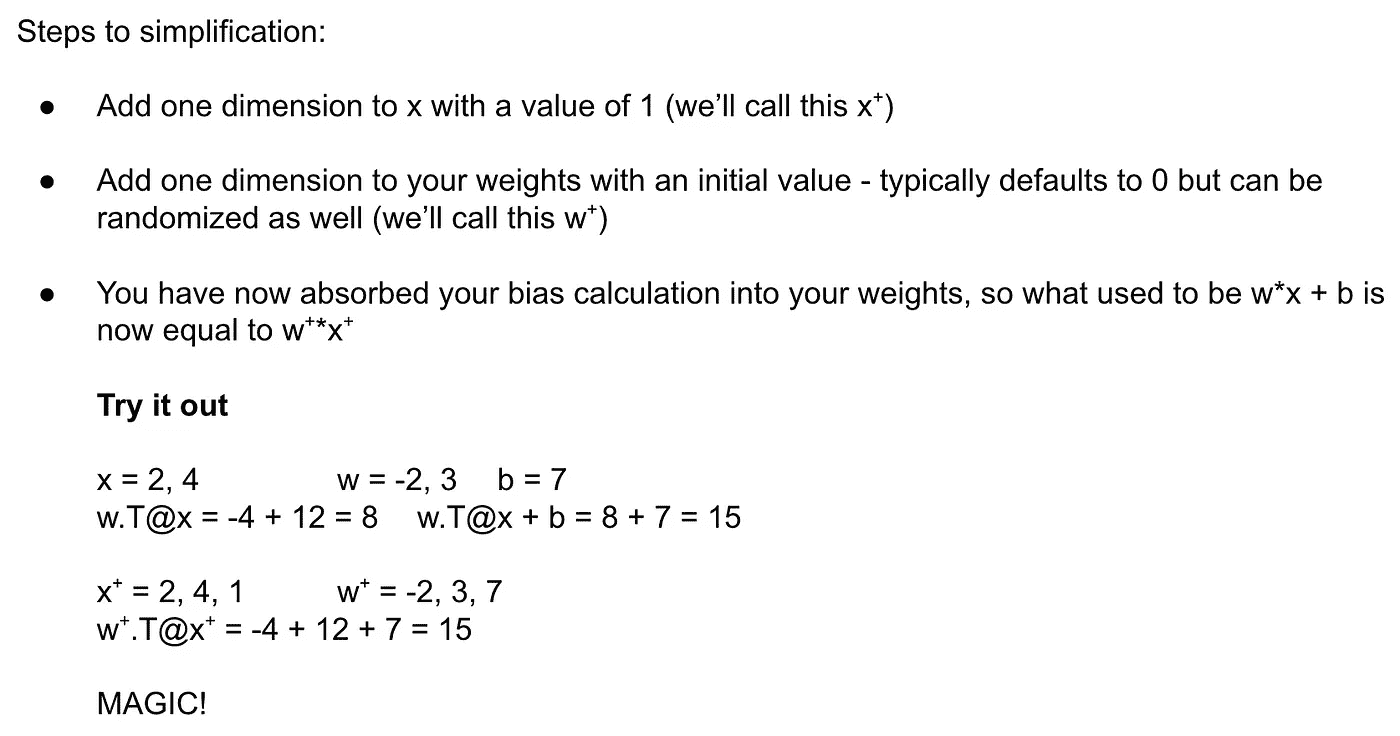 Steps to simplification:
● Add one dimension to x with a value of 1 (we’ll call this x⁺)
● Add one dimension to your weights with an initial value - typically defaults to 0 but can be
randomized as well (we’ll call this w⁺)
● You have now absorbed your bias calculation into your weights, so what used to be w*x + b is
now equal to w⁺*x⁺
Try it out
x = 2, 4 w = -2, 3 b = 7
w.T@x = -4 + 12 = 8 w.T@x + b = 8 + 7 = 15
x⁺ = 2, 4, 1 w⁺ = -2, 3, 7
w⁺.T@x⁺ = -4 + 12 + 7 = 15
MAGIC!